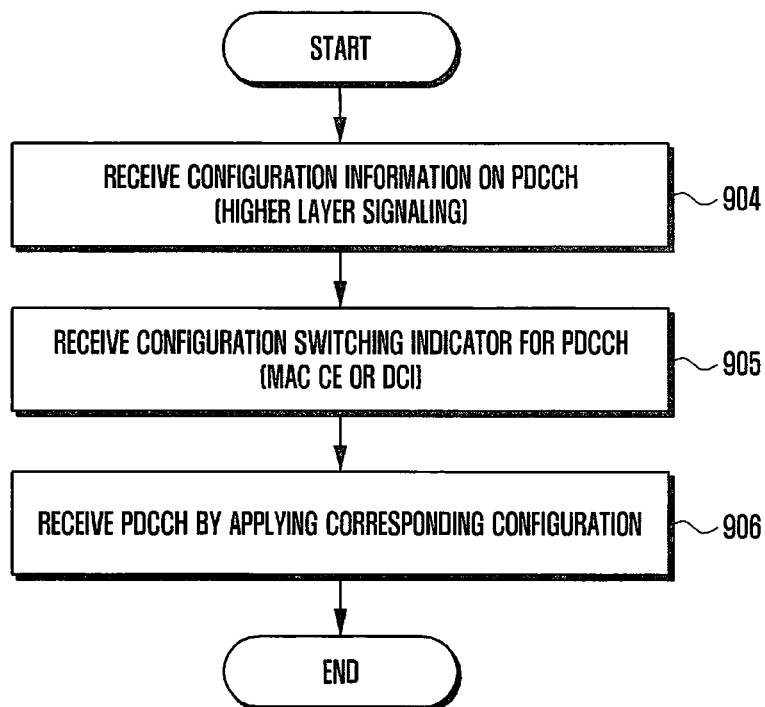 START
RECEIVE CONFIGURATION INFORMATION ON PDCCH
(HIGHER LAYER SIGNALING)
904
RECEIVE CONFIGURATION SWITCHING INDICATOR FOR PDCCH
(MAC CE OR DCI)
905
RECEIVE PDCCH BY APPLYING CORRESPONDING CONFIGURATION
906
END